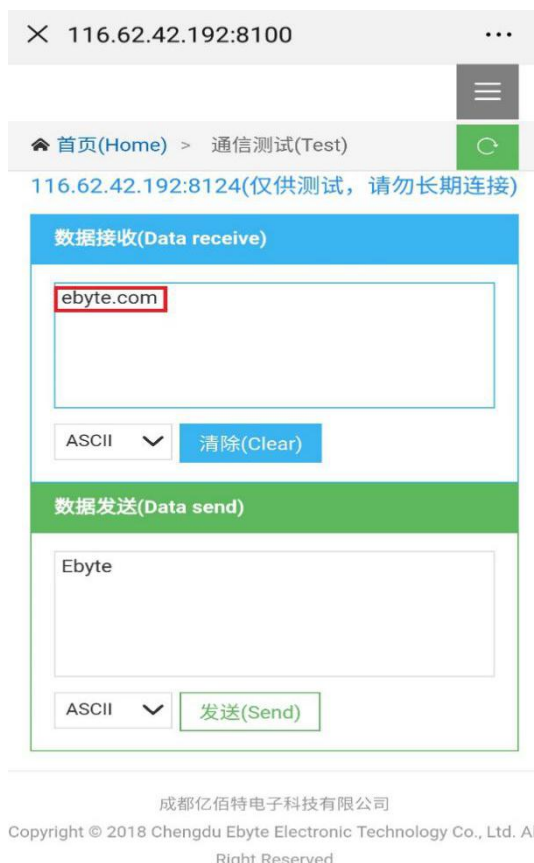 116.62.42.192:8100
首页(Home) > 通信测试(Test)
116.62.42.192:8124(仅供测试，请勿长期连接)
数据接收(Data receive)
ebyte.com
ASCII 清除(Clear)
数据发送(Data send)
Ebyte
ASCII 发送(Send)
成都亿佰特电子科技有限公司
Copyright © 2018 Chengdu Ebyte Electronic Technology Co., Ltd. Al
Right Reserved